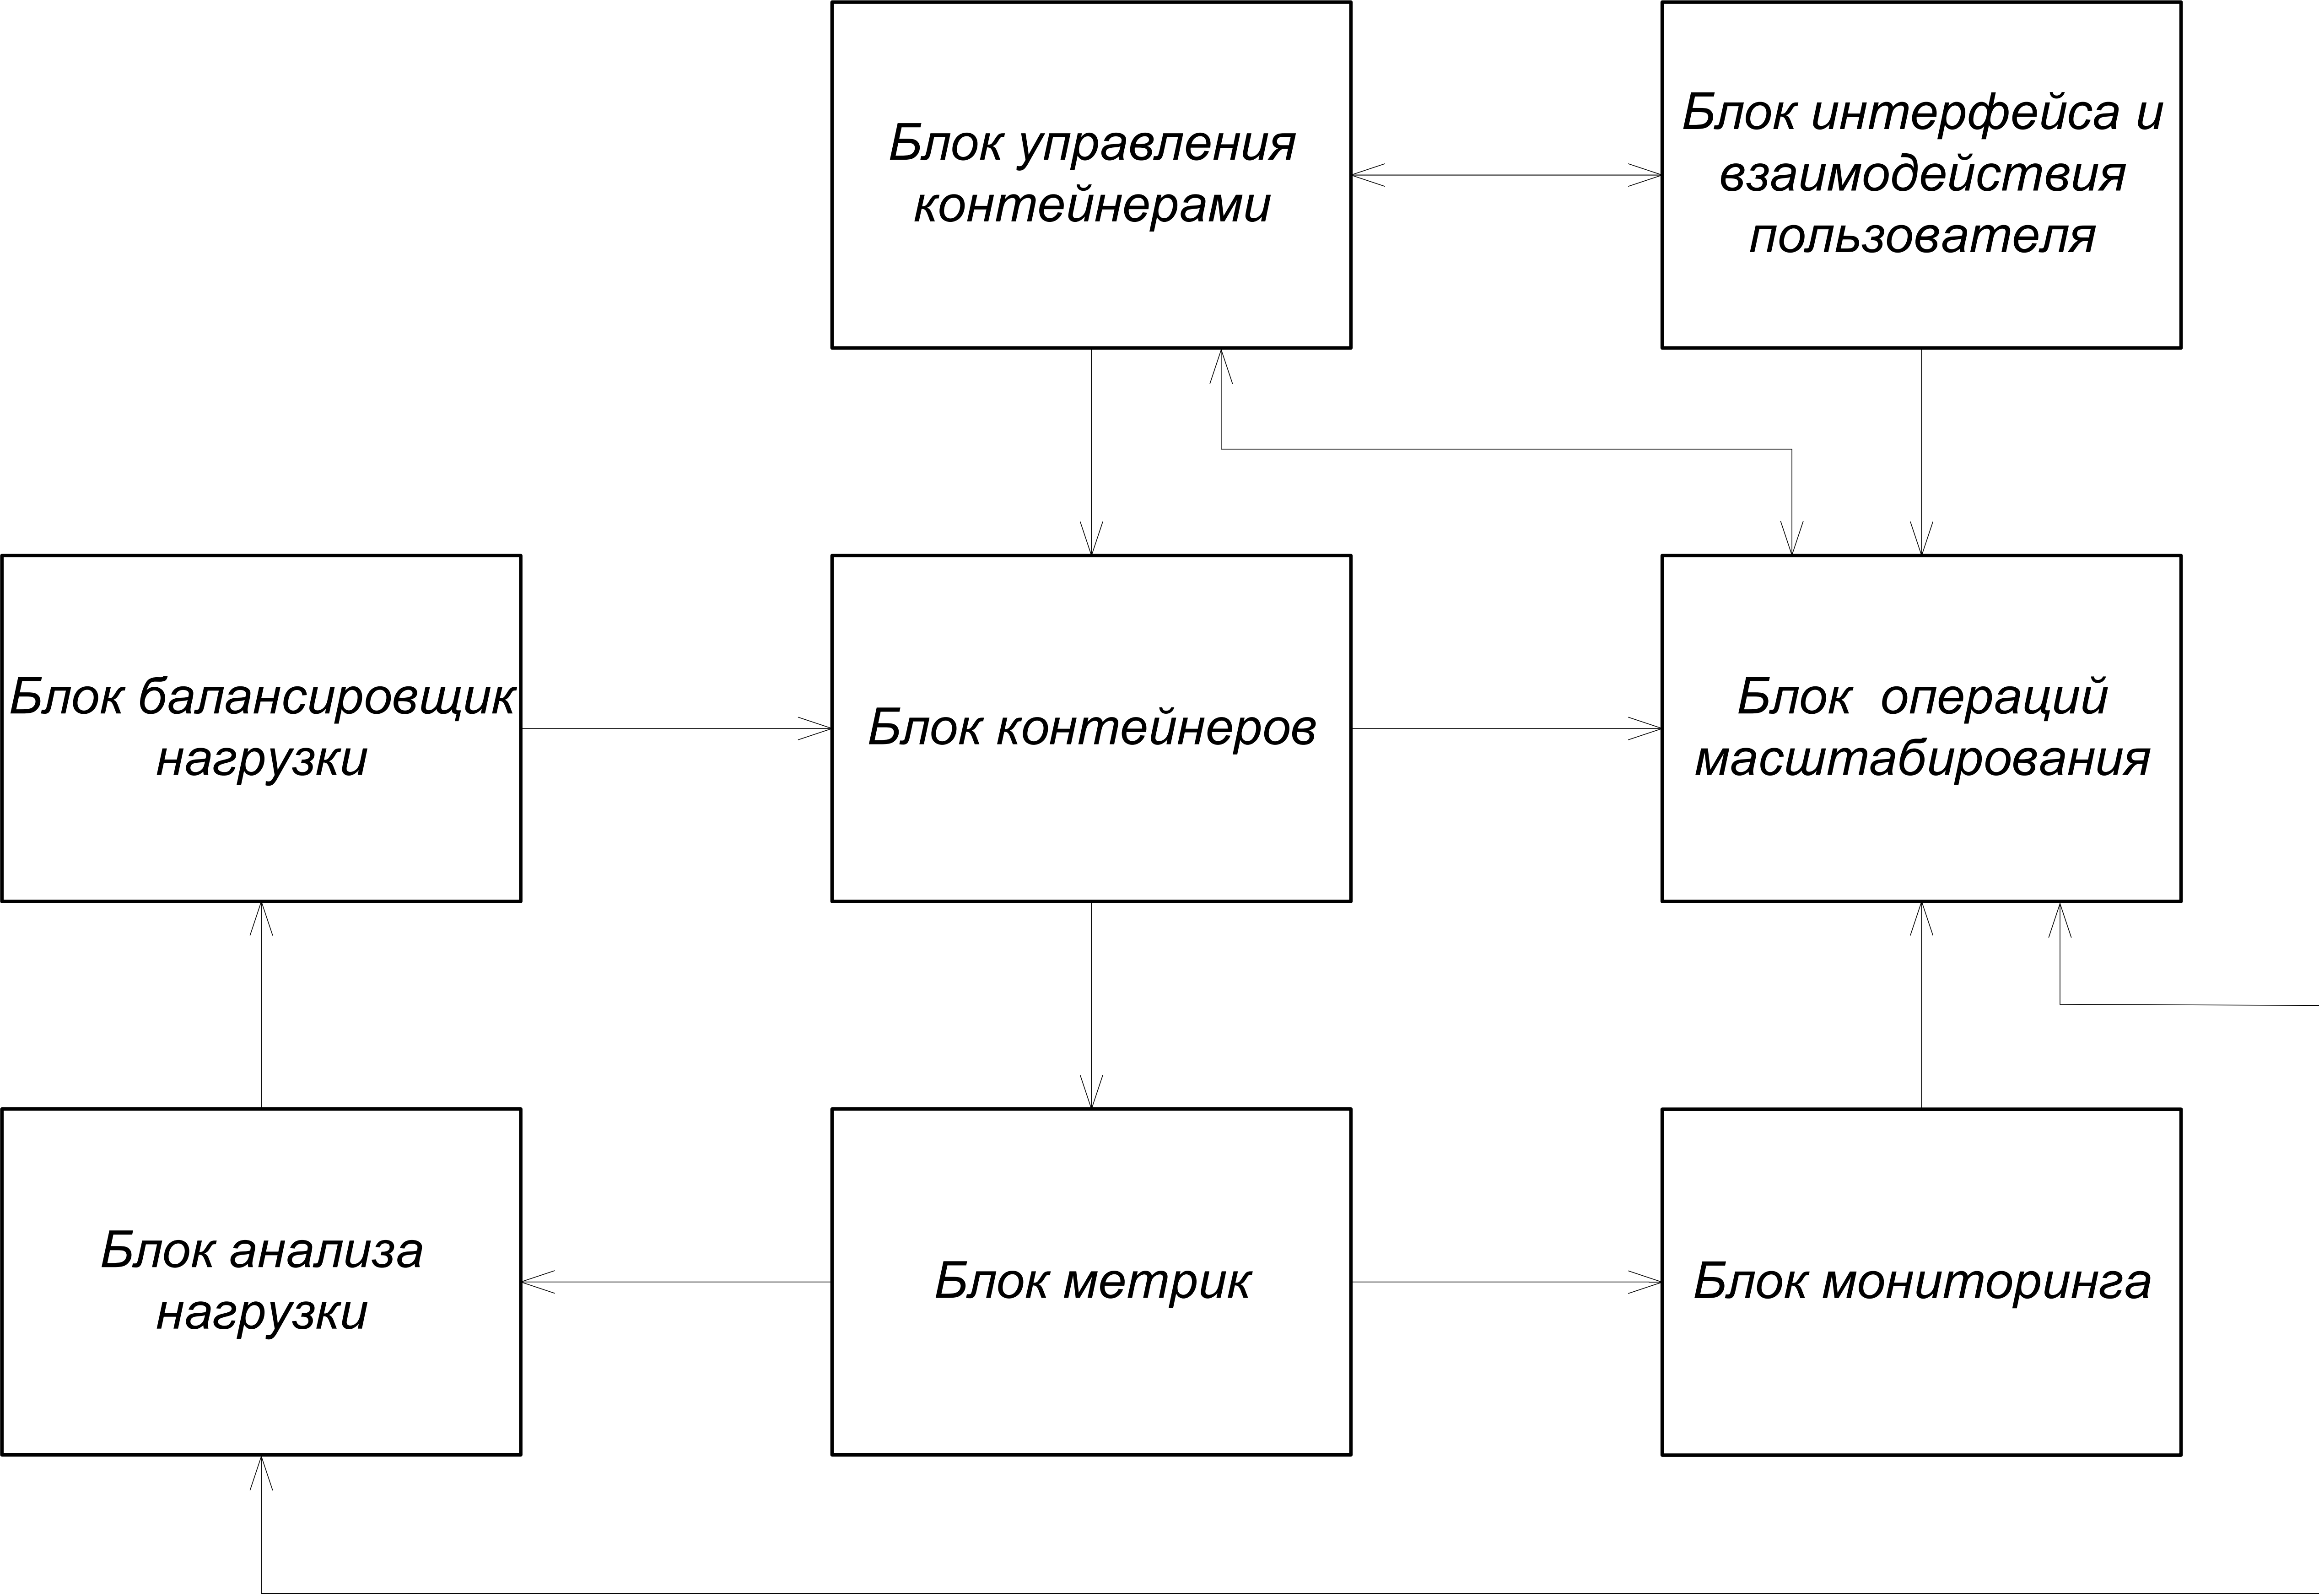 Блок управления
контейнерами
Блок интерфейса и
взаимодействия
пользователя
Блок балансировщик
нагрузки
Блок контейнеров
Блок  операций
масштабирования
Блок анализа
нагрузки
Блок метрик
Блок мониторинга